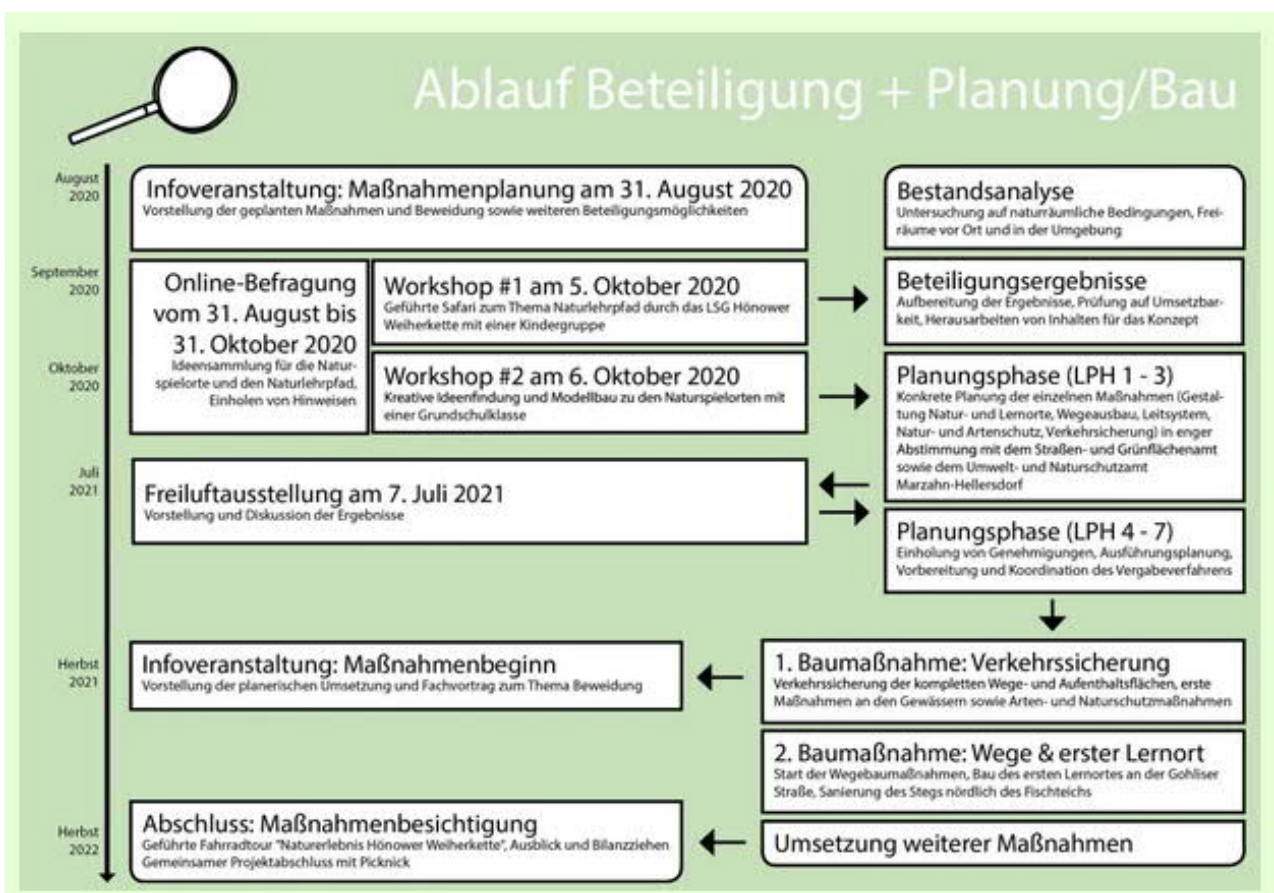 Ablauf Beteiligung + Planung/Bau
August
2020
Infoveranstaltung: Maßnahmenplanung am 31. August 2020
Vorstellung der geplanten Maßnahmen und Beweidung sowie weiteren Beteiligungsmöglichkeiten
Bestandsanalyse
Untersuchung auf naturräumliche Bedingungen, Frei-
räume vor Ort und in der Umgebung
September
2020
Online-Befragung
vom 31. August bis
31. Oktober 2020
Ideensammlung für die Natur-
spielorte und den Naturlehrpfad,
Einholen von Hinweisen
Workshop #1 am 5. Oktober 2020
Geführte Safari zum Thema Naturlehrpfad durch das LSG Hönower
Weiherkette mit einer Kindergruppe
Beteiligungsergebnisse
Aufbereitung der Ergebnisse, Prüfung auf Umsetzbar-
keit, Herausarbeiten von Inhalten für das Konzept
Oktober
2020
Workshop #2 am 6. Oktober 2020
Kreative Ideenfindung und Modellbau zu den Naturspielorten mit
einer Grundschulklasse
Planungsphase (LPH 1 - 3)
Konkrete Planung der einzelnen Maßnahmen (Gestal-
tung Natur- und Lernorte, Wegeausbau, Leitsystem,
Natur- und Artenschutz, Verkehrsicherung) in enger
Abstimmung mit dem Straßen- und Grünflächenamt
sowie dem Umwelt- und Naturschutzamt
Marzahn-Hellersdorf
Juli
2021
Freiluftausstellung am 7. Juli 2021
Vorstellung und Diskussion der Ergebnisse
Planungsphase (LPH 4 - 7)
Einholung von Genehmigungen, Ausführungsplanung,
Vorbereitung und Koordination des Vergabeverfahrens
Herbst
2021
Infoveranstaltung: Maßnahmenbeginn
Vorstellung der planerischen Umsetzung und Fachvortrag zum Thema Beweidung
1. Baumaßnahme: Verkehrssicherung
Verkehrssicherung der kompletten Wege- und Aufenthaltsflächen, erste
Maßnahmen an den Gewässern sowie Arten- und Naturschutzmaßnahmen
2. Baumaßnahme: Wege & erster Lernort
Start der Wegebaumaßnahmen, Bau des ersten Lernortes an der Gohliser
Straße, Sanierung des Stegs nördlich des Fischteichs
Herbst
2022
Abschluss: Maßnahmenbesichtigung
Geführte Fahrradtour "Naturerlebnis Hönower Weiherkette", Ausblick und Bilanzziehen
Gemeinsamer Projektabschluss mit Picknick
Umsetzung weiterer Maßnahmen